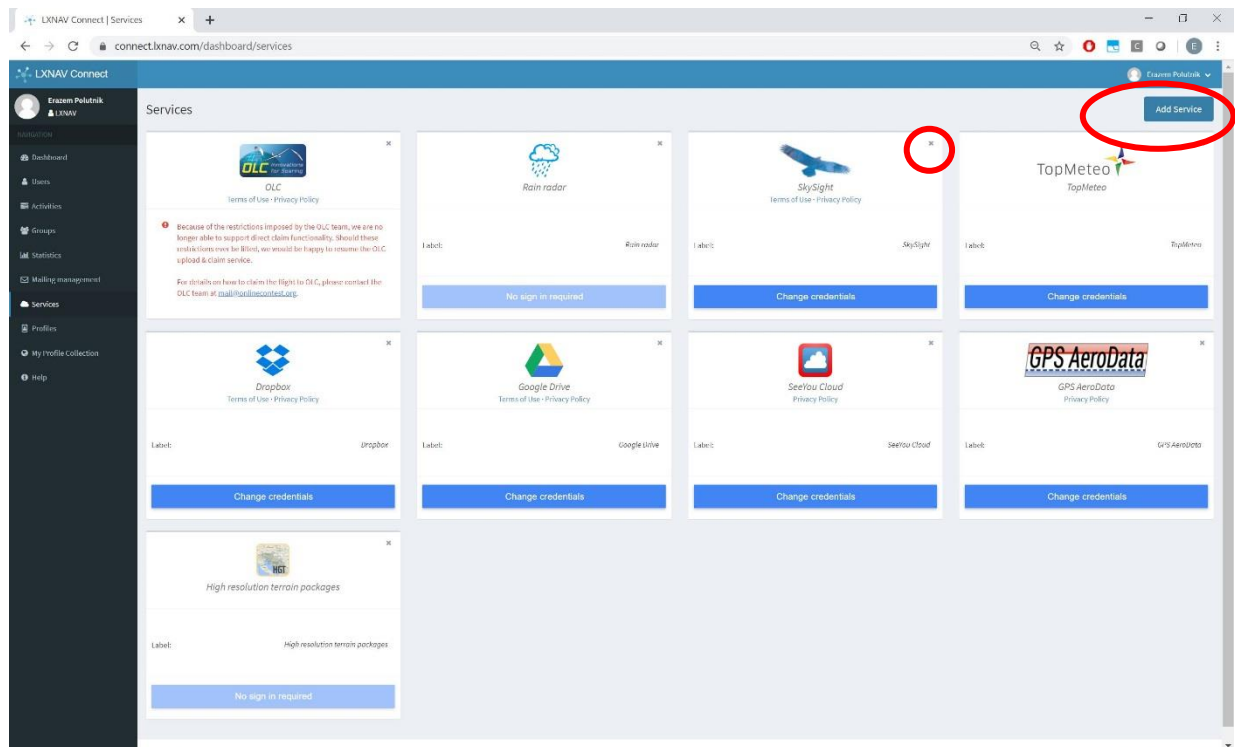 LXNAV Connect | Services
connect.lxnav.com/dashboard/services
E
LXNAV Connect
Erazem Polutnik
Erazem Polutnik
LXNAV
NAVIGATION
Dashboard
Users
Activities
Groups
Statistics
Mailing management
Services
Profiles
My Profile Collection
Help
Services
Add Service
OLC innovations for Soaring
OLC
Terms of Use - Privacy Policy
Because of the restrictions imposed by the OLC team, we are no
longer able to support direct claim functionality. Should these
restrictions ever be lifted, we would be happy to resume the OLC
upload & claim service.
For details on how to claim the flight to OLC, please contact the
OLC team at mail@onlinecontest.org.
Rain radar
Label: Rain radar
No sign in required
SkySight
Terms of Use - Privacy Policy
Label: SkySight
Change credentials
TopMeteo
TopMeteo
Label: TopMeteo
Change credentials
Dropbox
Terms of Use - Privacy Policy
Label: Dropbox
Change credentials
Google Drive
Terms of Use - Privacy Policy
Label: Google Drive
Change credentials
SeeYou Cloud
Privacy Policy
Label: SeeYou Cloud
Change credentials
GPS AeroData
GPS AeroData
Privacy Policy
Label: GPS AeroData
Change credentials
HGT
High resolution terrain packages
Label: High resolution terrain packages
No sign in required